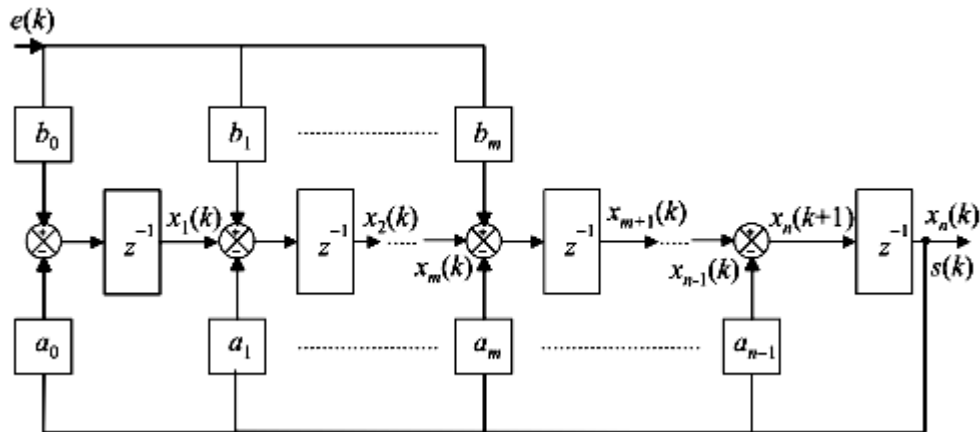 e(k)
b₀ b₁ ........ bₘ
+ + + +
z⁻¹ x₁(k) z⁻¹ x₂(k) ...... z⁻¹ xₘ₊₁(k) ...... xₙ(k+1) z⁻¹ xₙ(k)
− − xₘ(k) − xₙ₋₁(k) − s(k)
a₀ a₁ ........ aₘ ........ aₙ₋₁